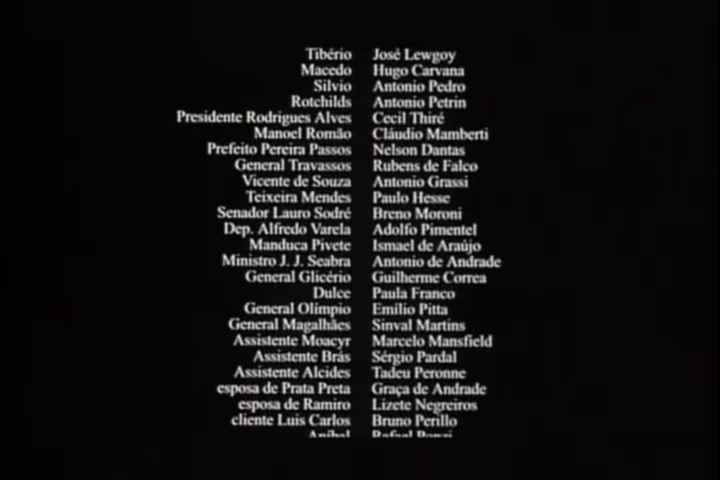 Tibério José Lewgoy
Macedo Hugo Carvana
Silvio Antonio Pedro
Rotchilds Antonio Petrin
Presidente Rodrigues Alves Cecil Thiré
Manoel Romão Cláudio Mamberti
Prefeito Pereira Passos Nelson Dantas
General Travassos Rubens de Falco
Vicente de Souza Antonio Grassi
Teixeira Mendes Paulo Hesse
Senador Lauro Sodré Breno Moroni
Dep. Alfredo Varela Adolfo Pimentel
Manduca Pivete Ismael de Araújo
Ministro J. J. Seabra Antonio de Andrade
General Glicério Guilherme Correa
Dulce Paula Franco
General Olímpio Emílio Pitta
General Magalhães Sinval Martins
Assistente Moacyr Marcelo Mansfield
Assistente Brás Sérgio Pardal
Assistente Alcides Tadeu Peronne
esposa de Prata Preta Graça de Andrade
esposa de Ramiro Lizete Negreiros
cliente Luis Carlos Bruno Perillo
Aníbal Rafael